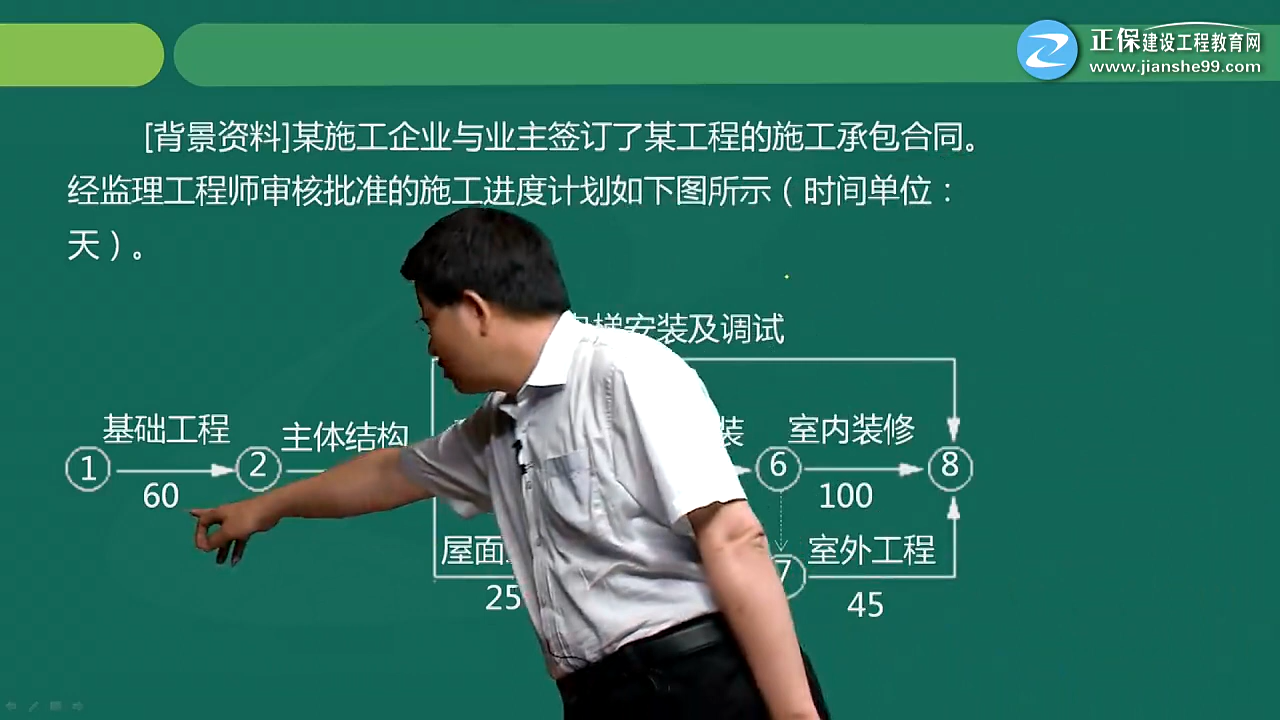 正保建设工程教育网
www.jianshe99.com
[背景资料]某施工企业与业主签订了某工程的施工承包合同。
经监理工程师审核批准的施工进度计划如下图所示（时间单位：
天）。
梯安装及调试
基础工程
主体结构
装
室内装修
1
2
6
8
60
100
屋面
室外工程
7
25
45